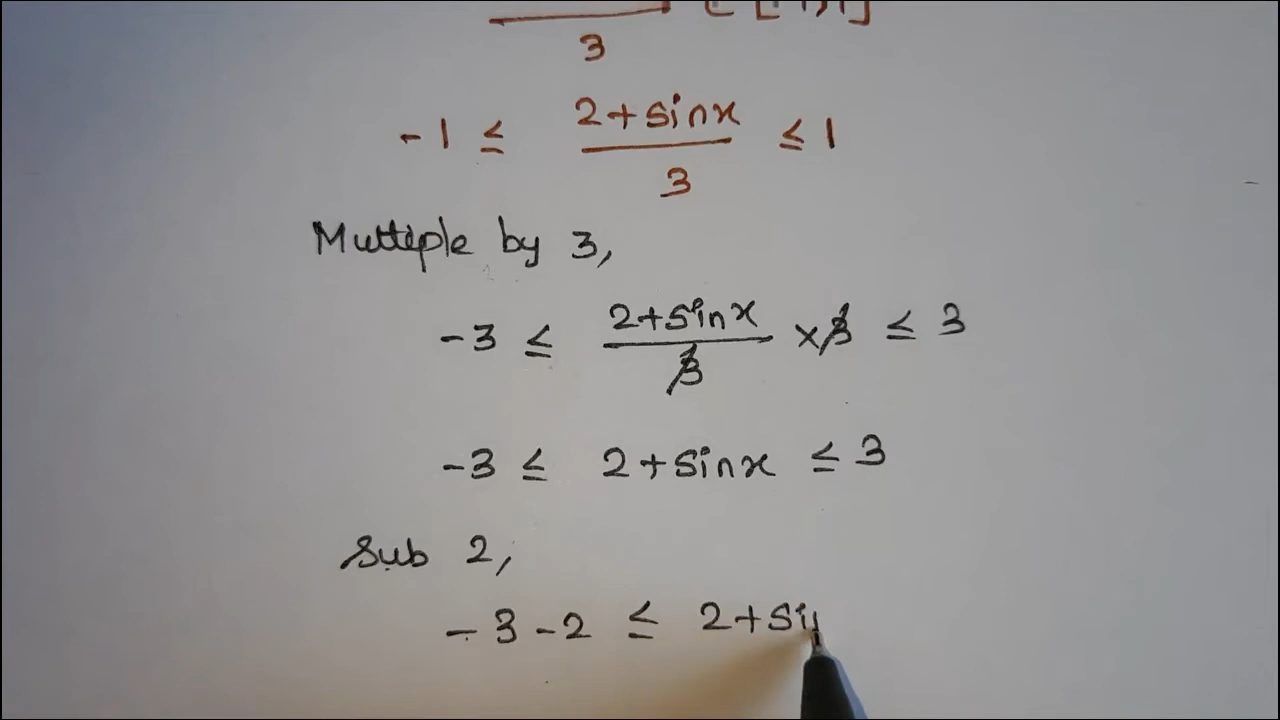 3
-1 ≤ 2+sinx/3 ≤ 1
Multiple by 3,
-3 ≤ 2+sinx/3 ×3 ≤ 3
-3 ≤ 2+sinx ≤ 3
Sub 2,
-3-2 ≤ 2+sin